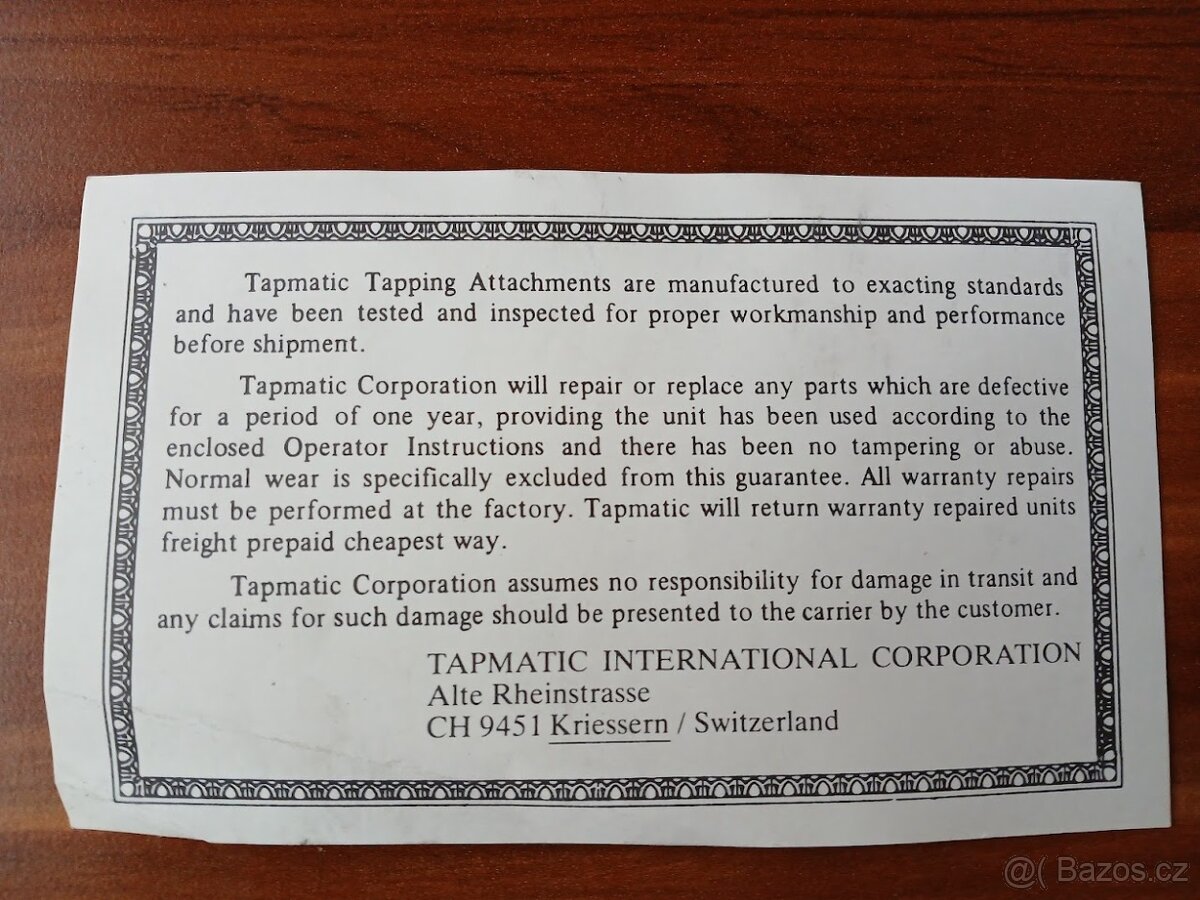 Tapmatic Tapping Attachments are manufactured to exacting standards
and have been tested and inspected for proper workmanship and performance
before shipment.
Tapmatic Corporation will repair or replace any parts which are defective
for a period of one year, providing the unit has been used according to the
enclosed Operator Instructions and there has been no tampering or abuse.
Normal wear is specifically excluded from this guarantee. All warranty repairs
must be performed at the factory. Tapmatic will return warranty repaired units
freight prepaid cheapest way.
Tapmatic Corporation assumes no responsibility for damage in transit and
any claims for such damage should be presented to the carrier by the customer.
TAPMATIC INTERNATIONAL CORPORATION
Alte Rheinstrasse
CH 9451 Kriessern / Switzerland
@( Bazos.cz